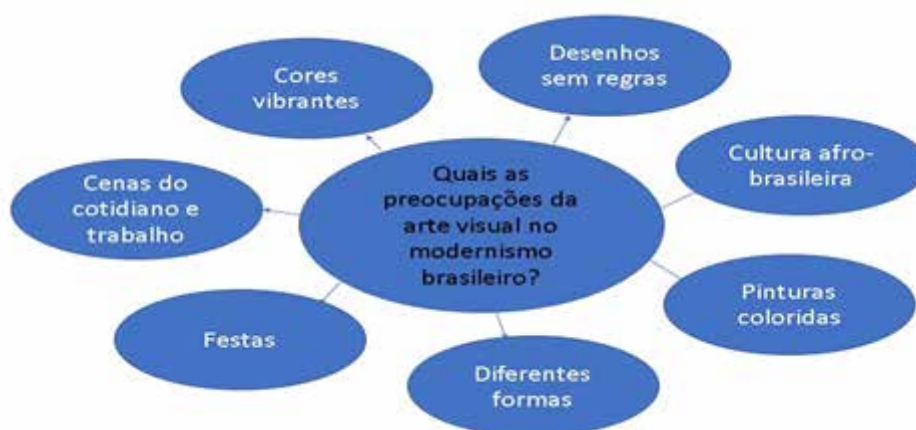 Quais as
preocupações da
arte visual no
modernismo
brasileiro?
Desenhos
sem regras
Cultura afro-
brasileira
Pinturas
coloridas
Diferentes
formas
Festas
Cenas do
cotidiano e
trabalho
Cores
vibrantes